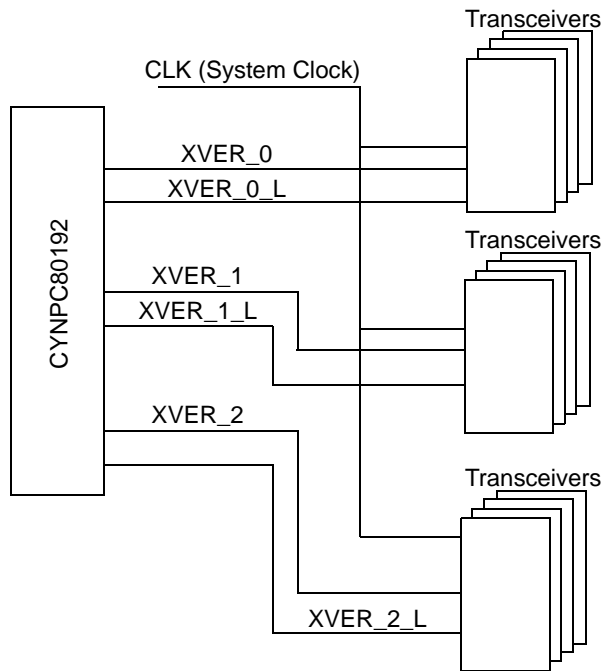 Transceivers
CLK (System Clock)
XVER_0
XVER_0_L
CYNPC80192
Transceivers
XVER_1
XVER_1_L
XVER_2
Transceivers
XVER_2_L